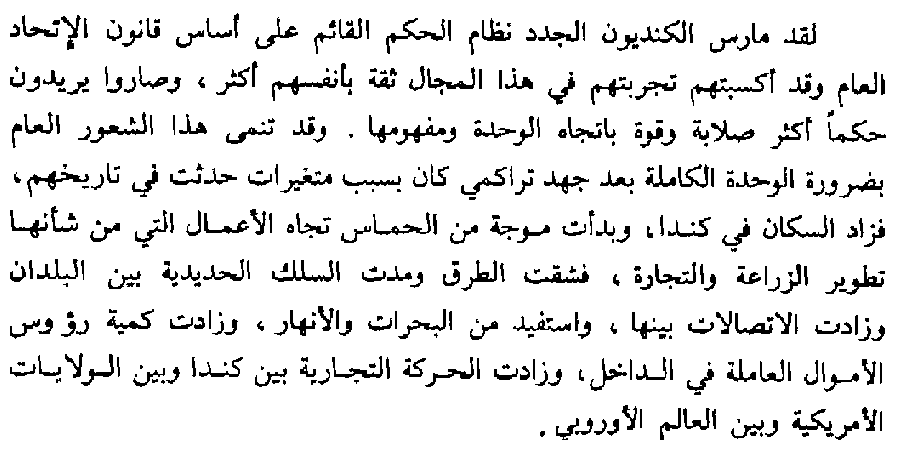 لقد مارس الكنديون الجدد نظام الحكم القائم على أساس قانون الإتحاد
العام وقد أكسبتهم تجربتهم في هذا المجال ثقة بأنفسهم أكثر ، وصاروا يريدون
حكماً أكثر صلابة وقوة باتجاه الوحدة ومفهومها . وقد تنمى هذا الشعور العام
بضرورة الوحدة الكاملة بعد جهد تراكمي كان بسبب متغيرات حدثت في تاريخهم ،
فزاد السكان في كندا ، وبدأت موجة من الحماس تجاه الأعمال التي من شأنها
تطوير الزراعة والتجارة ، فشقت الطرق ومدت السلك الحديدية بين البلدان
وزادت الاتصالات بينها ، واستفيد من البحرات والأنهار ، وزادت كمية رؤوس
الأموال العاملة في الداخل ، وزادت الحركة التجارية بين كندا وبين الولايات
الأمريكية وبين العالم الأوروبي .